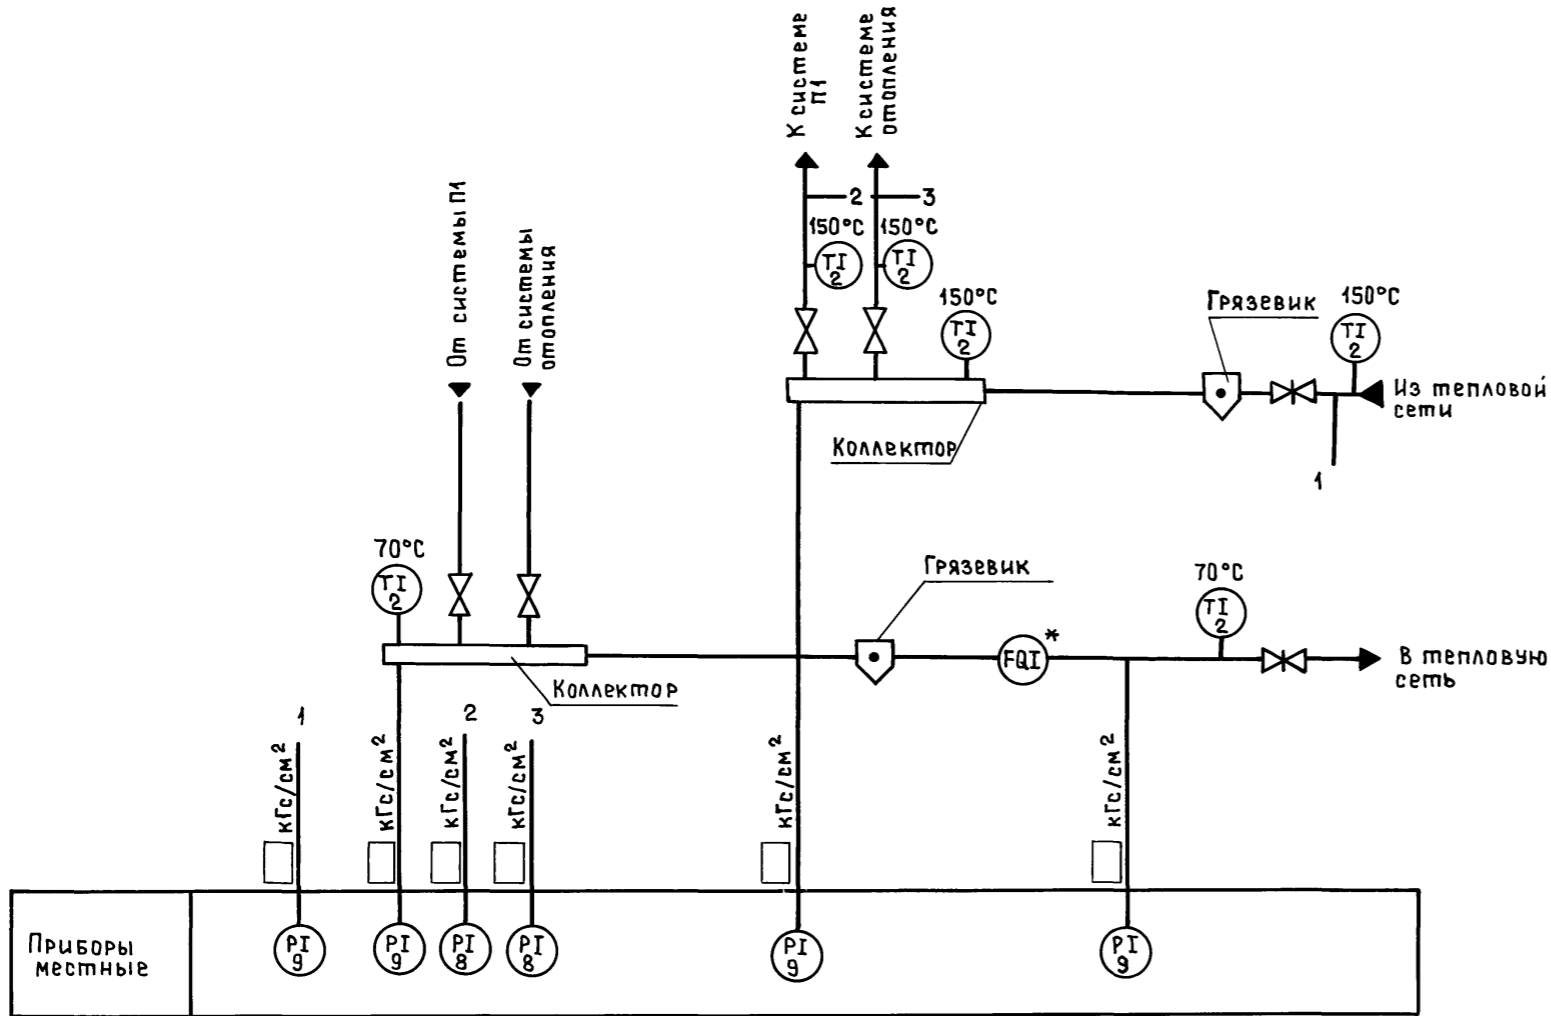 К системе
П1
К системе
отопления
2
3
150°С
150°С
TI
2
TI
2
От системы П1
От системы
отопления
150°С
TI
2
Грязевик
150°С
TI
2
Из тепловой
сети
Коллектор
1
70°С
TI
2
Грязевик
70°С
TI
2
FQI
*
В тепловую
сеть
Коллектор
1
2
3
кГс/см²
кГс/см²
кГс/см²
кГс/см²
кГс/см²
кГс/см²
Приборы
местные
PI
9
PI
9
PI
8
PI
8
PI
9
PI
9